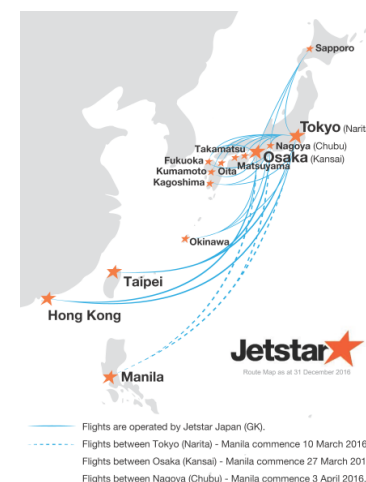 Sapporo
Tokyo (Narit
Nagoya (Chubu)
Takamatsu
Osaka (Kansai)
Fukuoka
Matsuyama
Kumamoto
Oita
Kagoshima
Okinawa
Taipei
Hong Kong
Jetstar
Route Map as at 31 December 2016
Manila
Flights are operated by Jetstar Japan (GK).
Flights between Tokyo (Narita) - Manila commence 10 March 2016
Flights between Osaka (Kansai) - Manila commence 27 March 201
Flights between Nagoya (Chubu) - Manila commence 3 April 2016.